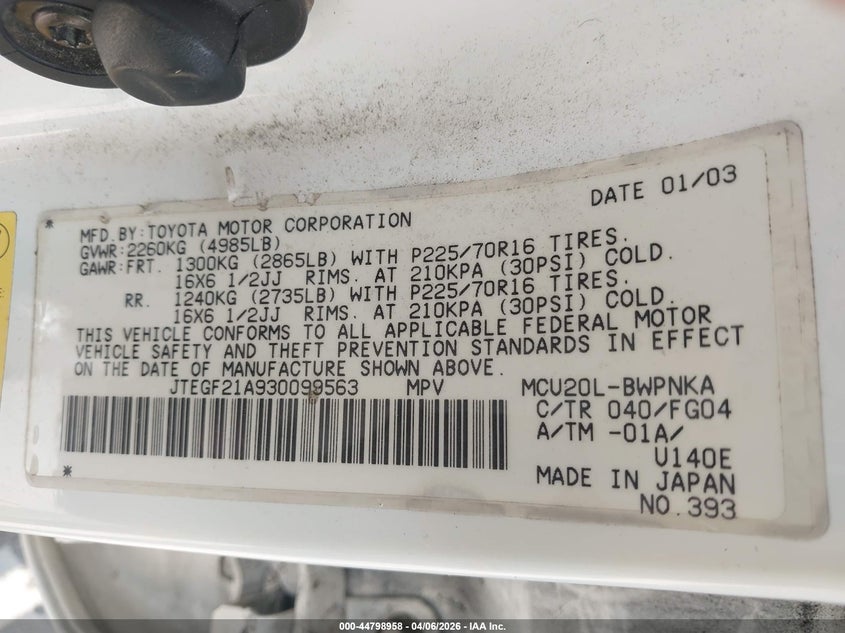 DATE 01/03
MFD.BY:TOYOTA MOTOR CORPORATION
GVWR:2260KG (4985LB)
GAWR:FRT. 1300KG (2865LB) WITH P225/70R16 TIRES.
16X6 1/2JJ RIMS. AT 210KPA (30PSI) COLD.
RR. 1240KG (2735LB) WITH P225/70R16 TIRES.
16X6 1/2JJ RIMS. AT 210KPA (30PSI) COLD.
THIS VEHICLE CONFORMS TO ALL APPLICABLE FEDERAL MOTOR
VEHICLE SAFETY AND THEFT PREVENTION STANDARDS IN EFFECT
ON THE DATE OF MANUFACTURE SHOWN ABOVE.
JTEGF21A930099563 MPV MCU20L-BWPNKA
C/TR 040/FG04
A/TM -01A/
U140E
MADE IN JAPAN
NO.393
000-44798958 - 04/06/2026 - IAA Inc.